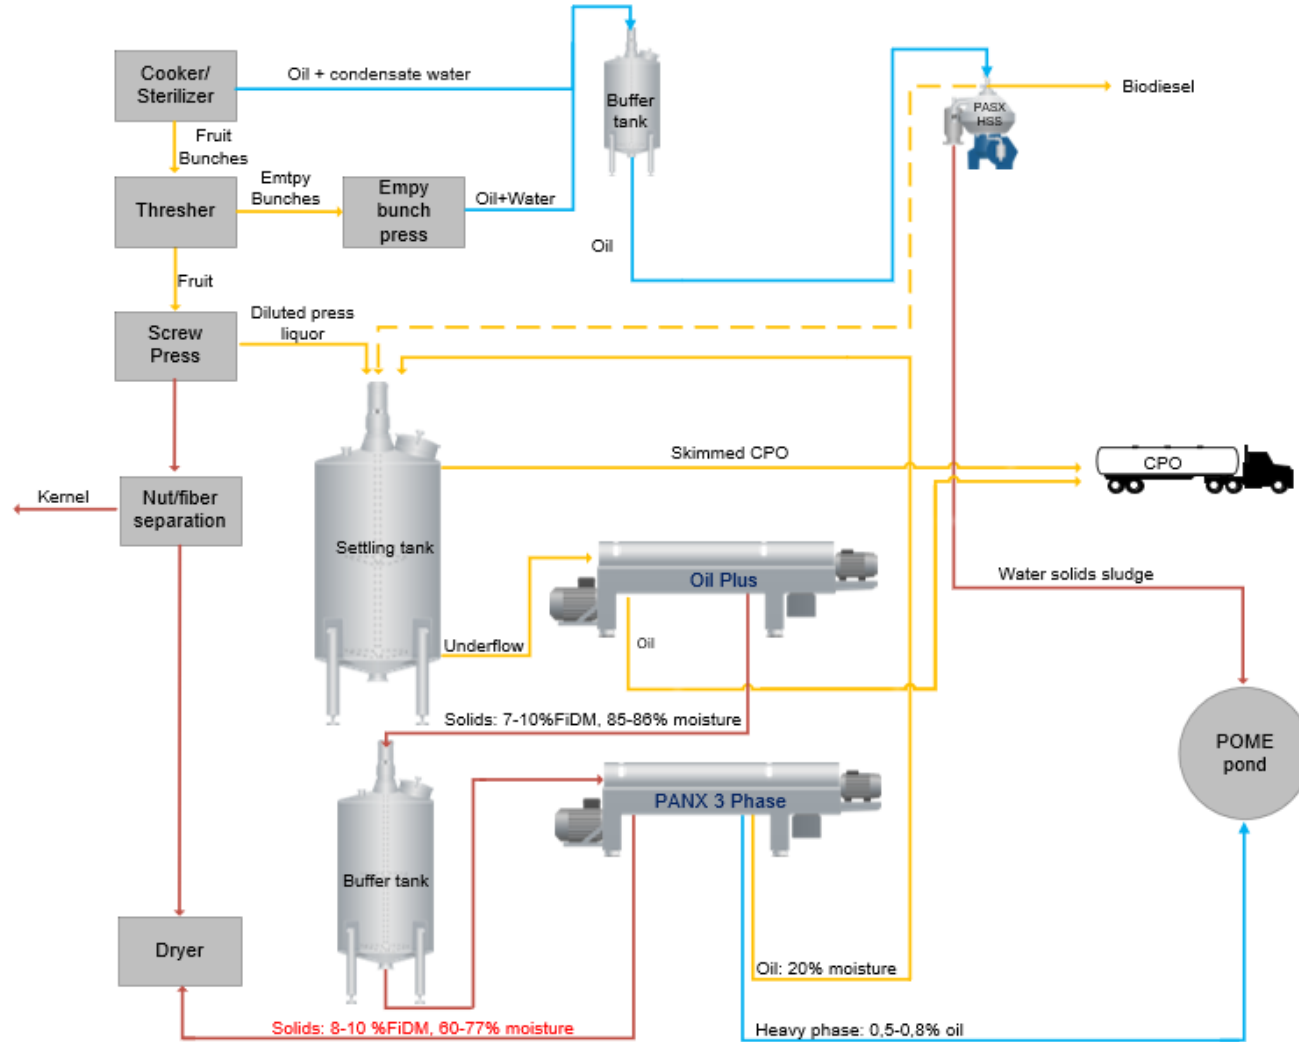 Cooker/
Sterilizer
Oil + condensate water
Buffer
tank
PASX
HSS
Biodiesel
Fruit
Bunches
Thresher
Emtpy
Bunches
Empy
bunch
press
Oil+Water
Oil
Fruit
Screw
Press
Diluted press
liquor
Skimmed CPO
CPO
Kernel
Nut/fiber
separation
Settling tank
Oil Plus
Water solids sludge
Underflow
Oil
Solids: 7-10%FiDM, 85-86% moisture
POME
pond
PANX 3 Phase
Buffer tank
Dryer
Oil: 20% moisture
Solids: 8-10 %FiDM, 60-77% moisture
Heavy phase: 0,5-0,8% oil